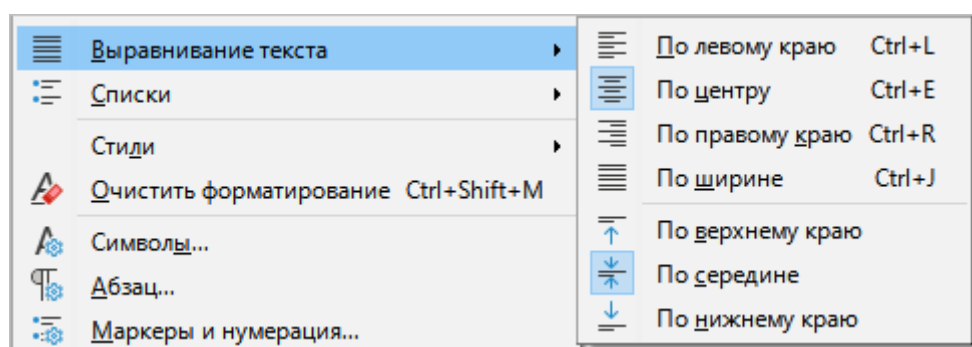 Выравнивание текста
Списки
Стили
Очистить форматирование Ctrl+Shift+M
Символы...
Абзац...
Маркеры и нумерация...
По левому краю Ctrl+L
По центру Ctrl+E
По правому краю Ctrl+R
По ширине Ctrl+J
По верхнему краю
По середине
По нижнему краю